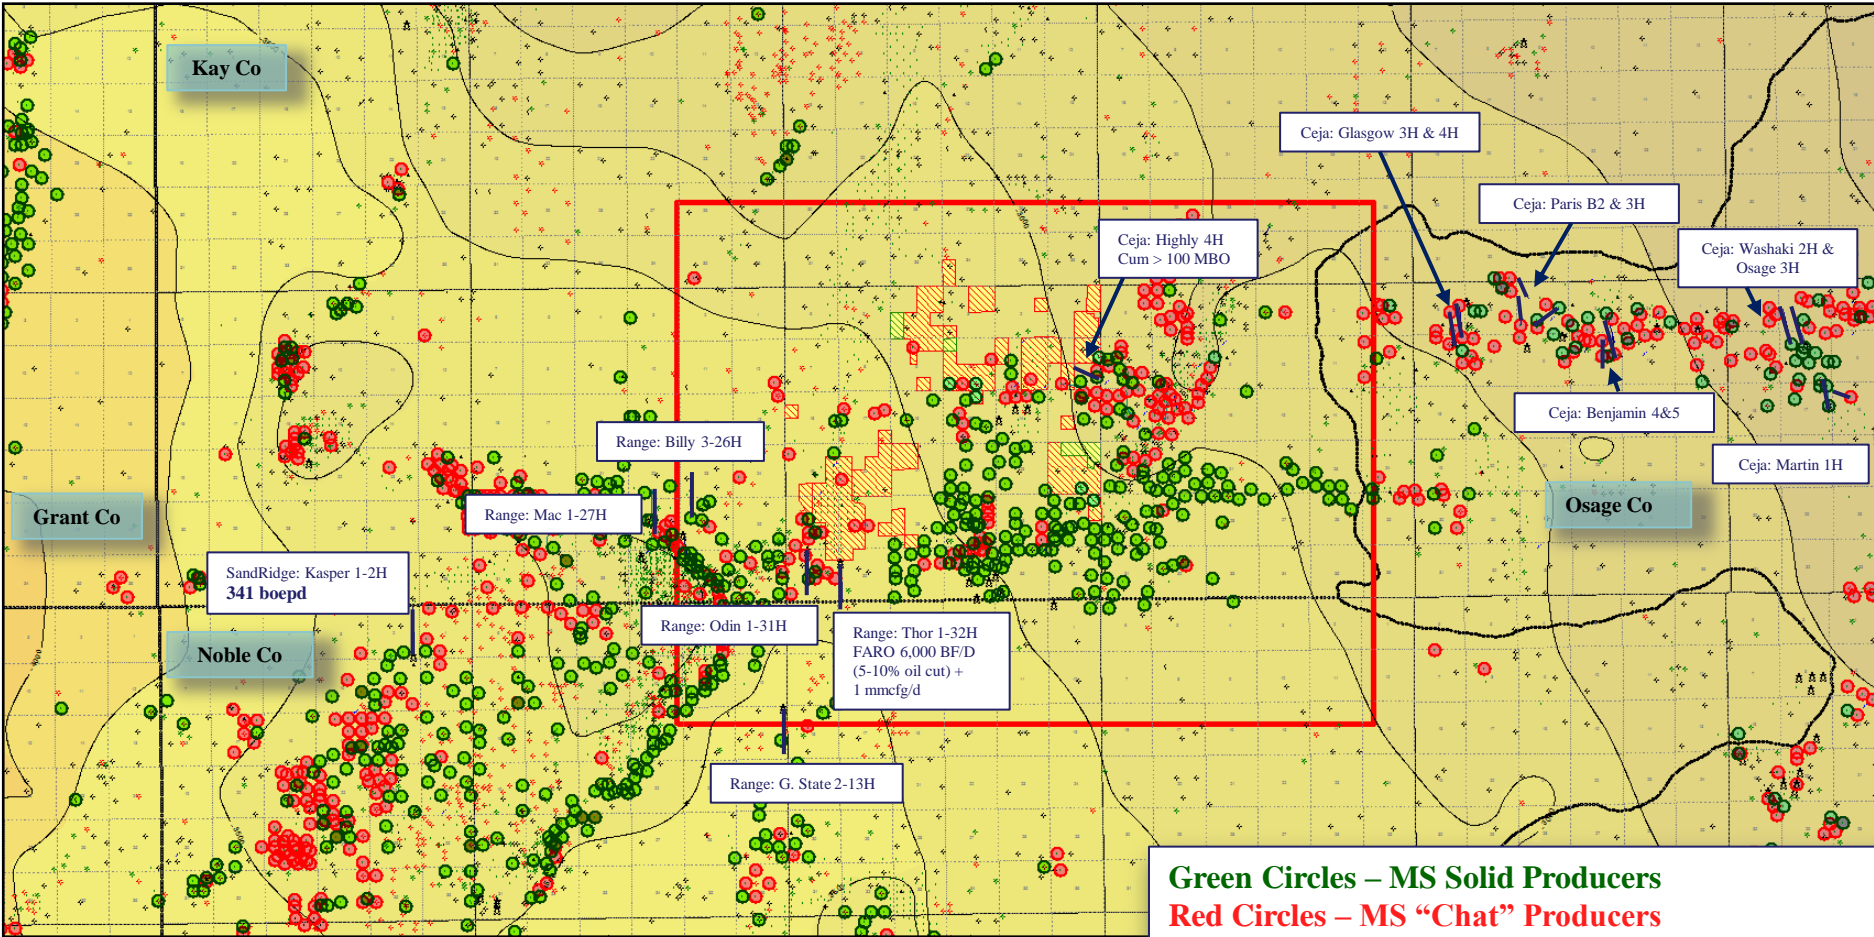 Kay Co
Ceja: Glasgow 3H & 4H
Ceja: Paris B2 & 3H
Ceja: Highly 4H
Cum > 100 MBO
Ceja: Washaki 2H &
Osage 3H
Ceja: Benjamin 4&5
Range: Billy 3-26H
Ceja: Martin 1H
Grant Co
Range: Mac 1-27H
Osage Co
SandRidge: Kasper 1-2H
341 boepd
Range: Odin 1-31H
Noble Co
Range: Thor 1-32H
FARO 6,000 BF/D
(5-10% oil cut) +
1 mmcfg/d
Range: G. State 2-13H
Green Circles – MS Solid Producers
Red Circles – MS “Chat” Producers